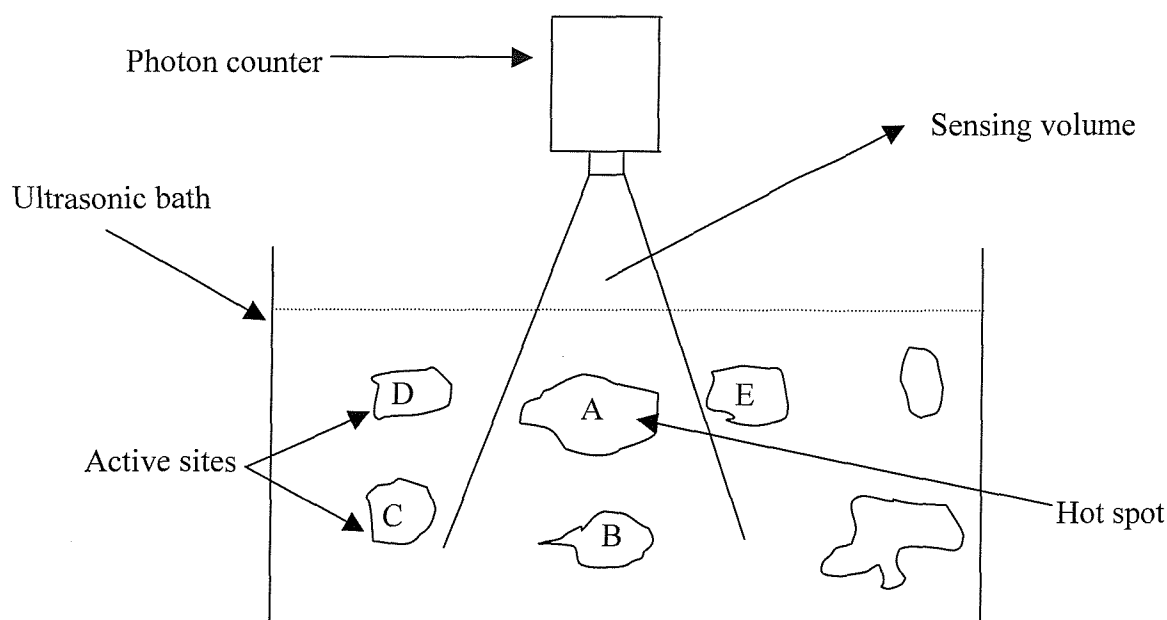 Photon counter
Sensing volume
Ultrasonic bath
D
A
E
Active sites
C
B
Hot spot